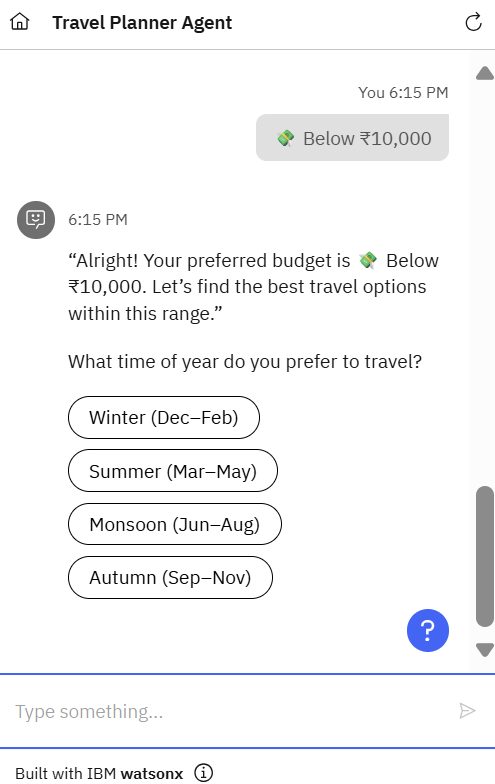 Travel Planner Agent
You 6:15 PM
💸 Below ₹10,000
6:15 PM
“Alright! Your preferred budget is 💸 Below
₹10,000. Let’s find the best travel options
within this range.”
What time of year do you prefer to travel?
Winter (Dec–Feb)
Summer (Mar–May)
Monsoon (Jun–Aug)
Autumn (Sep–Nov)
?
Type something...
Built with IBM watsonx